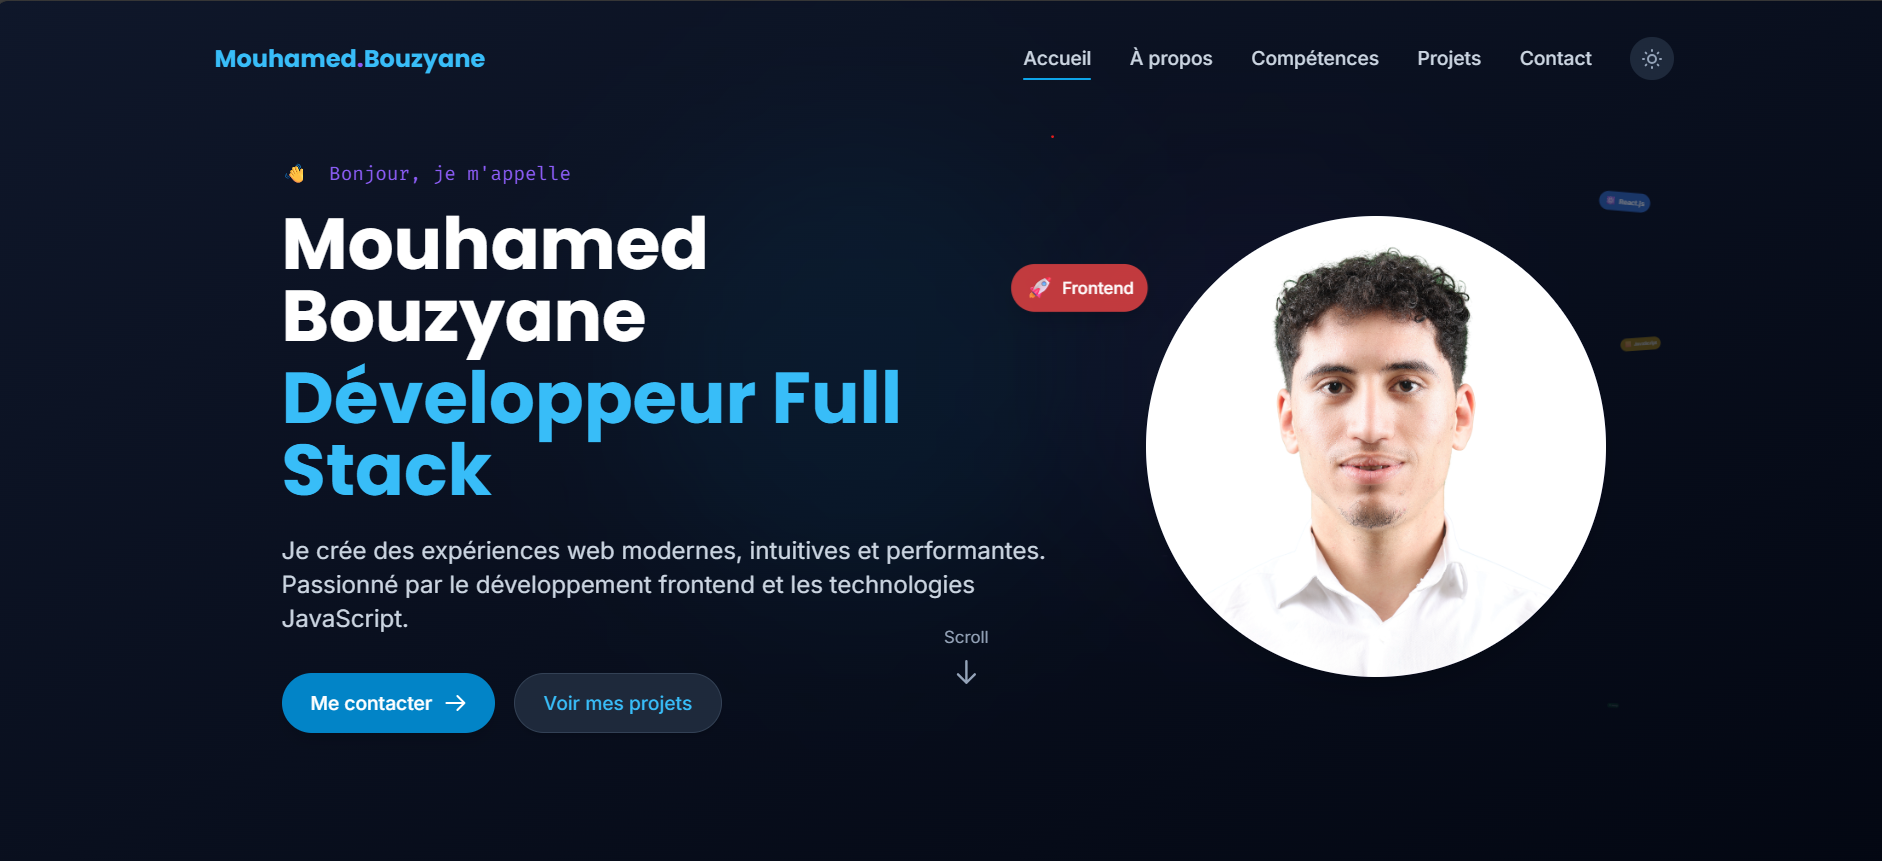 Mouhamed.Bouzyane
Accueil
À propos
Compétences
Projets
Contact
Bonjour, je m'appelle
Mouhamed
Bouzyane
Développeur Full
Stack
Je crée des expériences web modernes, intuitives et performantes.
Passionné par le développement frontend et les technologies
JavaScript.
Me contacter
Voir mes projets
Scroll
Frontend
React.js